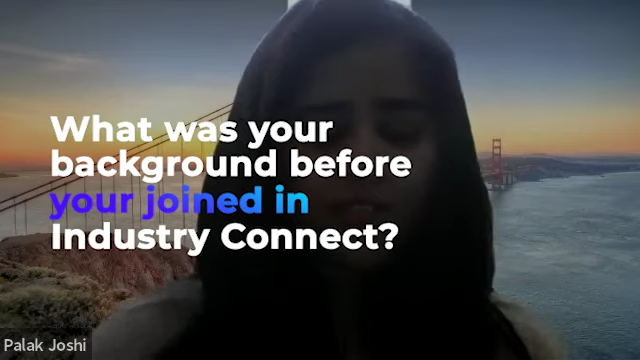 What was your
background before
your joined in
Industry Connect?
Palak Joshi